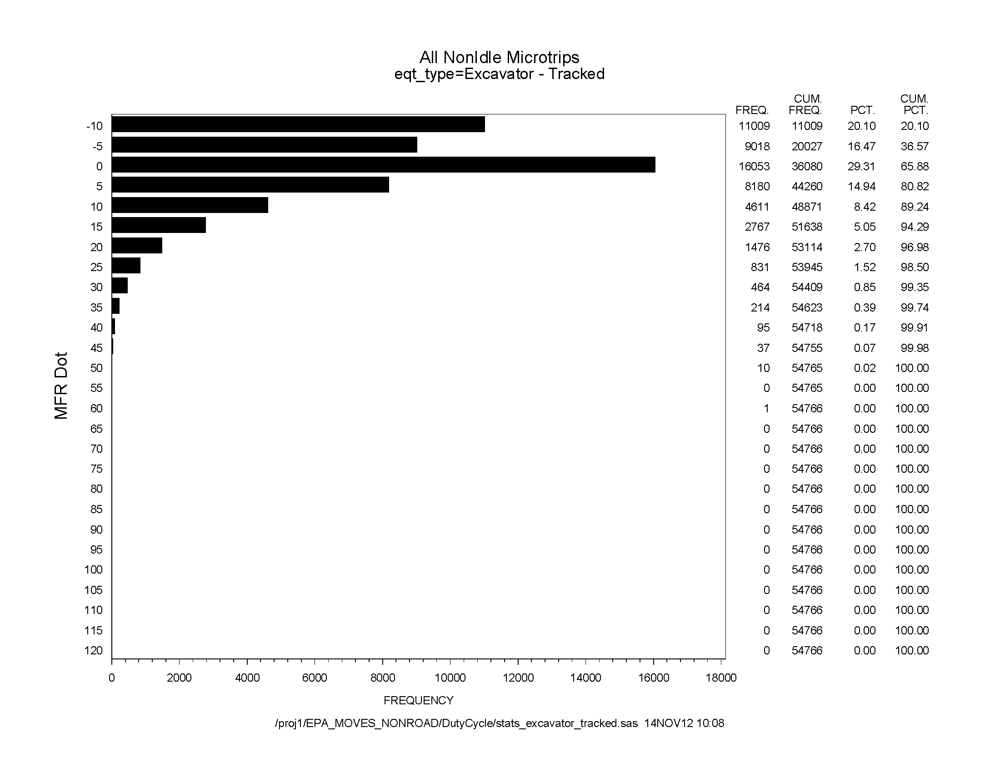 All NonIdle Microtrips
eqt_type=Excavator - Tracked
CUM. CUM.
FREQ. FREQ. PCT. PCT.
-10 11009 11009 20.10 20.10
-5 9018 20027 16.47 36.57
0 16053 36080 29.31 65.88
5 8180 44260 14.94 80.82
10 4611 48871 8.42 89.24
15 2767 51638 5.05 94.29
20 1476 53114 2.70 96.98
25 831 53945 1.52 98.50
30 464 54409 0.85 99.35
35 214 54623 0.39 99.74
40 95 54718 0.17 99.91
45 37 54755 0.07 99.98
50 10 54765 0.02 100.00
55 0 54765 0.00 100.00
60 1 54766 0.00 100.00
65 0 54766 0.00 100.00
70 0 54766 0.00 100.00
75 0 54766 0.00 100.00
80 0 54766 0.00 100.00
85 0 54766 0.00 100.00
90 0 54766 0.00 100.00
95 0 54766 0.00 100.00
100 0 54766 0.00 100.00
105 0 54766 0.00 100.00
110 0 54766 0.00 100.00
115 0 54766 0.00 100.00
120 0 54766 0.00 100.00
MFR Dot
0 2000 4000 6000 8000 10000 12000 14000 16000 18000
FREQUENCY
/proj1/EPA_MOVES_NONROAD/DutyCycle/stats_excavator_tracked.sas 14NOV12 10:08